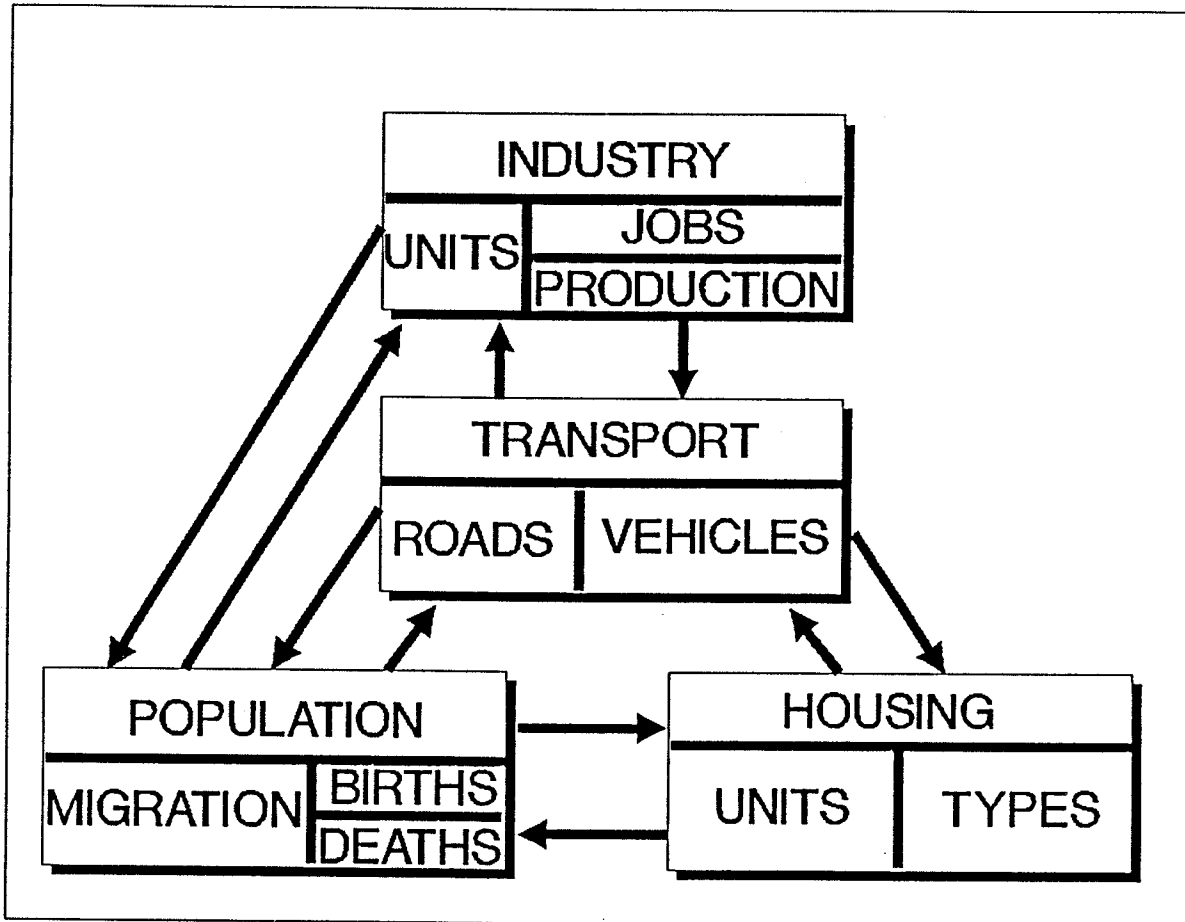 INDUSTRY
UNITS
JOBS
PRODUCTION
TRANSPORT
ROADS
VEHICLES
POPULATION
MIGRATION
BIRTHS
DEATHS
HOUSING
UNITS
TYPES